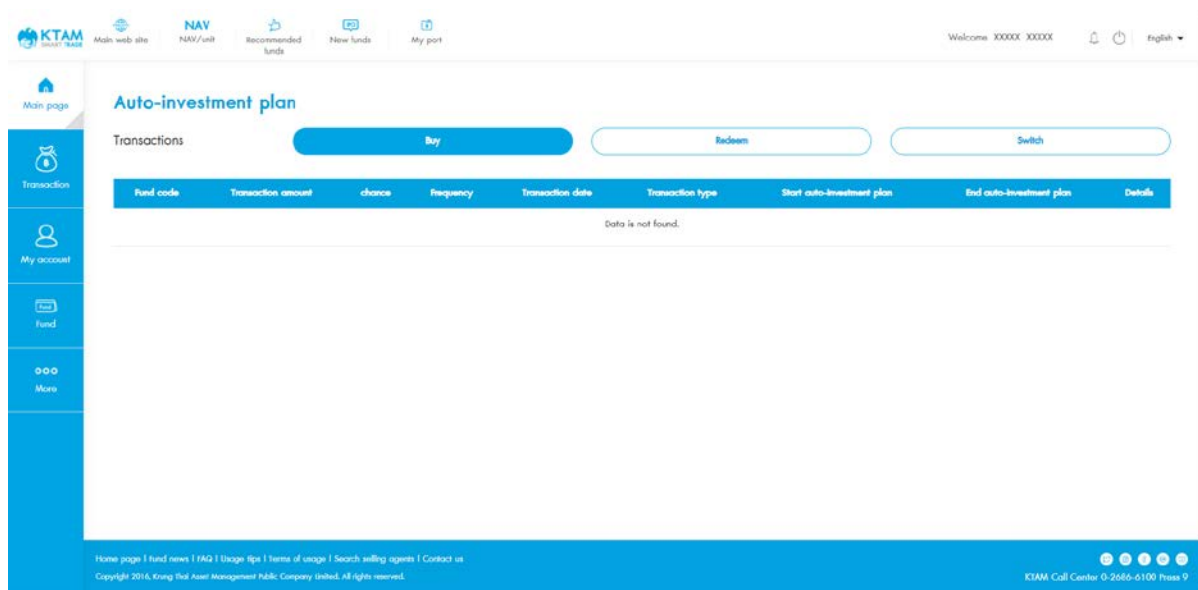 KTAM
SMART TRADE
Main web site
NAV
NAV/unit
Recommended
funds
IPO
New funds
My port
Welcome XXXXX XXXXX
English
Main page
Transaction
My account
Fund
Fund
More
Auto-investment plan
Transactions
Buy
Redeem
Switch
Fund code Transaction amount chance Frequency Transaction date Transaction type Start auto-investment plan End auto-investment plan Details
Data is not found.
Home page | Fund news | FAQ | Usage tips | Terms of usage | Search selling agents | Contact us
Copyright 2016, Krung Thai Asset Management Public Company Limited. All rights reserved.
KTAM Call Center 0-2686-6100 Press 9